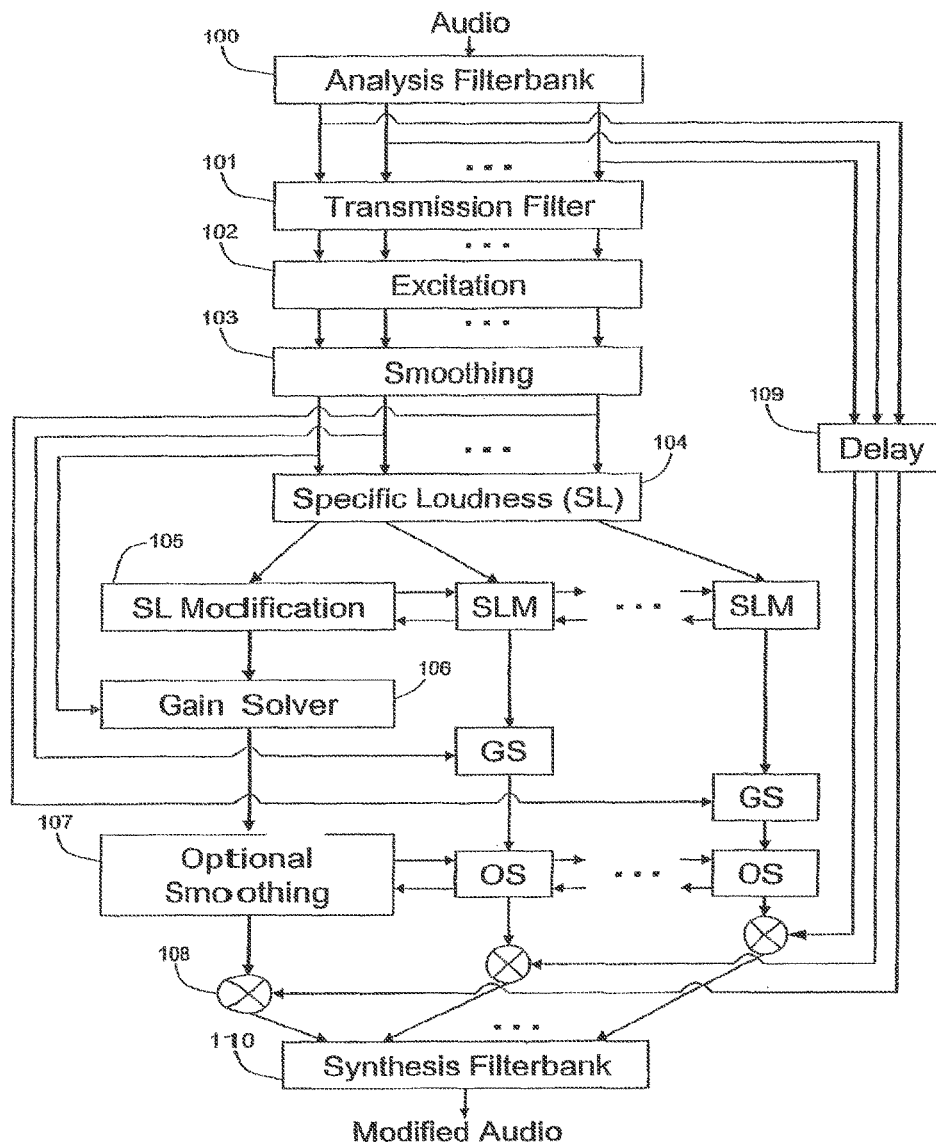 Audio
100
Analysis Filterbank
101
Transmission Filter
102
Excitation
103
Smoothing
109
Delay
104
Specific Loudness (SL)
105
SL Modification
SLM
SLM
106
Gain Solver
GS
GS
107
Optional
Smoothing
OS
OS
108
110
Synthesis Filterbank
Modified Audio